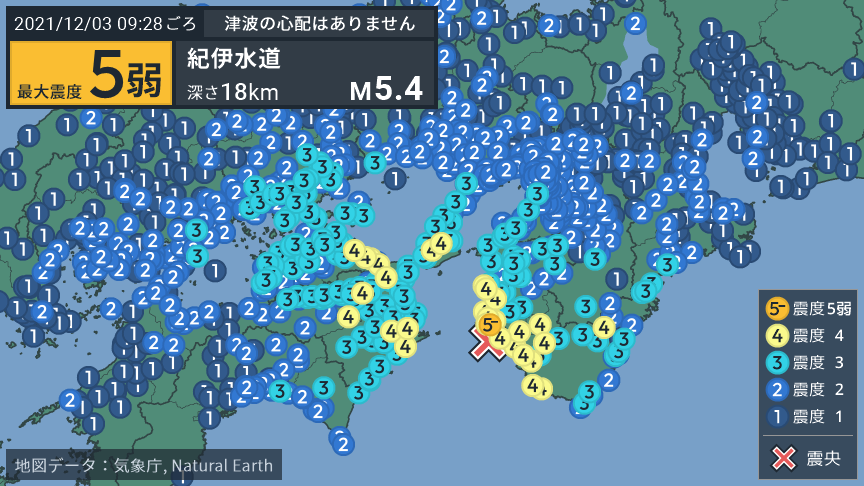 2021/12/03 09:28ごろ
津波の心配はありません
最大震度 5弱
紀伊水道
深さ18km
M5.4
5- 震度5弱
4 震度 4
3 震度 3
2 震度 2
1 震度 1
震央
地図データ：気象庁, Natural Earth